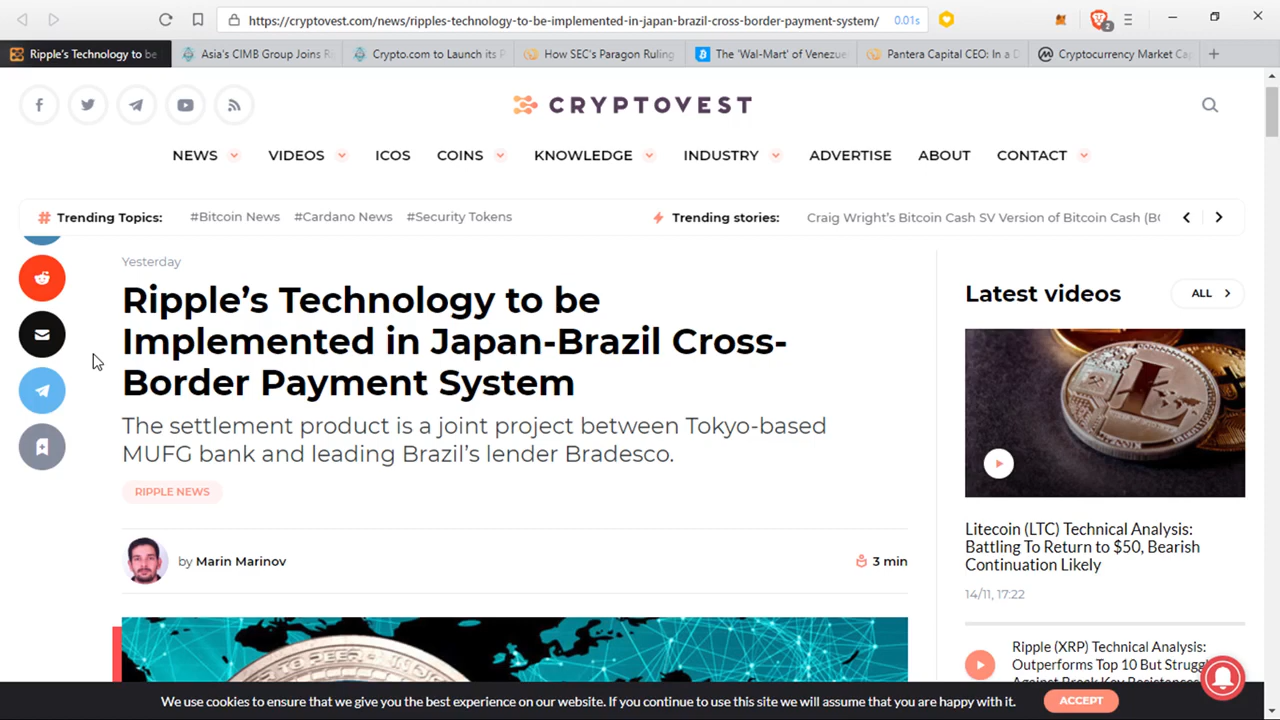 https://cryptovest.com/news/ripples-technology-to-be-implemented-in-japan-brazil-cross-border-payment-system/ 0.01s 2
Ripple's Technology to be Asia's CIMB Group Joins R Crypto.com to Launch its P How SEC's Paragon Ruling The 'Wal-Mart' of Venezue Pantera Capital CEO: In a D Cryptocurrency Market Ca
CRYPTOVEST
NEWS VIDEOS ICOS COINS KNOWLEDGE INDUSTRY ADVERTISE ABOUT CONTACT
Trending Topics: #Bitcoin News #Cardano News #Security Tokens Trending stories: Craig Wright's Bitcoin Cash SV Version of Bitcoin Cash (BC
Yesterday
Ripple's Technology to be
Implemented in Japan-Brazil Cross-
Border Payment System
The settlement product is a joint project between Tokyo-based
MUFG bank and leading Brazil's lender Bradesco.
RIPPLE NEWS
by Marin Marinov 3 min
Latest videos ALL
Litecoin (LTC) Technical Analysis:
Battling To Return to $50, Bearish
Continuation Likely
14/11, 17:22
Ripple (XRP) Technical Analysis:
Outperforms Top 10 But Strugg
Against Break Key Resistances
We use cookies to ensure that we give you the best experience on our website. If you continue to use this site we will assume that you are happy with it. ACCEPT